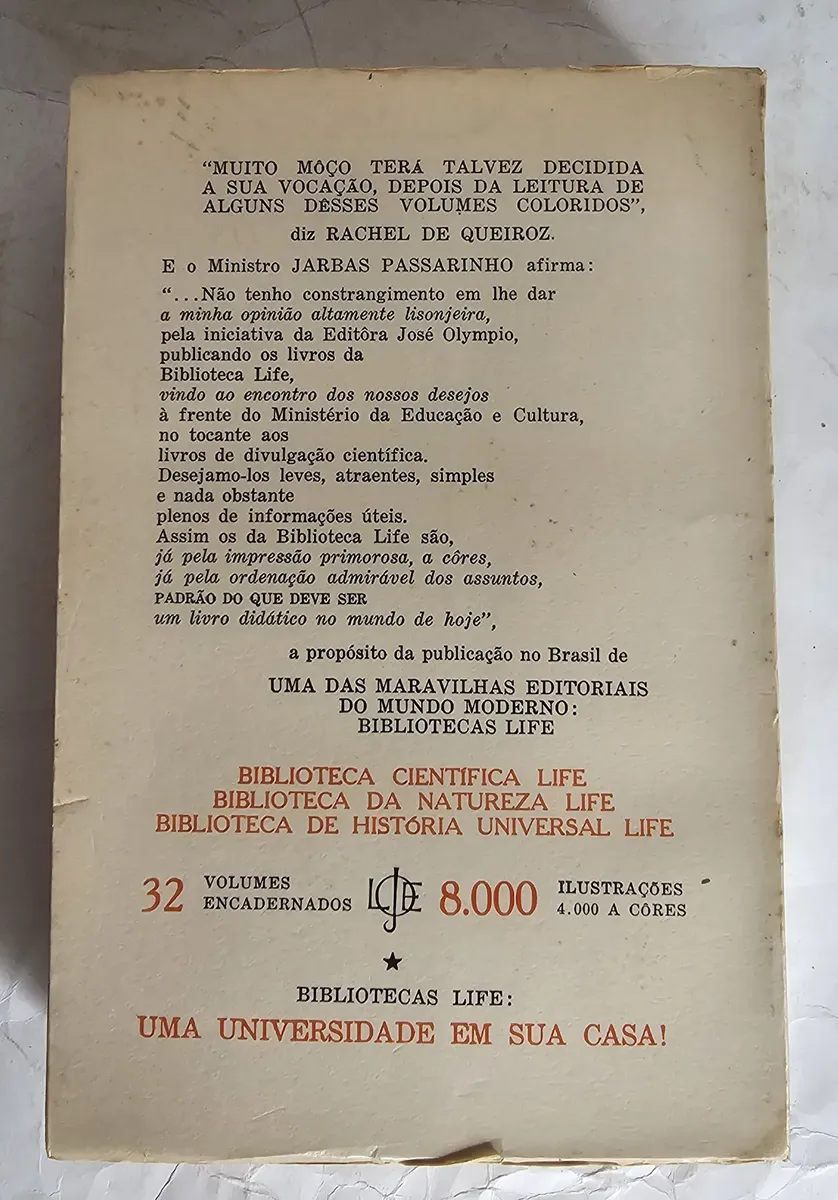 “MUITO MÔÇO TERÁ TALVEZ DECIDIDA
A SUA VOCAÇÃO, DEPOIS DA LEITURA DE
ALGUNS DÊSSES VOLUMES COLORIDOS”,
diz RACHEL DE QUEIROZ.
E o Ministro JARBAS PASSARINHO afirma:
“...Não tenho constrangimento em lhe dar
a minha opinião altamente lisonjeira,
pela iniciativa da Editôra José Olympio,
publicando os livros da
Biblioteca Life,
vindo ao encontro dos nossos desejos
à frente do Ministério da Educação e Cultura,
no tocante aos
livros de divulgação científica.
Desejamo-los leves, atraentes, simples
e nada obstante
plenos de informações úteis.
Assim os da Biblioteca Life são,
já pela impressão primorosa, a côres,
já pela ordenação admirável dos assuntos,
PADRÃO DO QUE DEVE SER
um livro didático no mundo de hoje”,
a propósito da publicação no Brasil de
UMA DAS MARAVILHAS EDITORIAIS
DO MUNDO MODERNO:
BIBLIOTECAS LIFE
BIBLIOTECA CIENTÍFICA LIFE
BIBLIOTECA DA NATUREZA LIFE
BIBLIOTECA DE HISTÓRIA UNIVERSAL LIFE
32 VOLUMES ENCADERNADOS 8.000 ILUSTRAÇÕES 4.000 A CÔRES
★
BIBLIOTECAS LIFE:
UMA UNIVERSIDADE EM SUA CASA!